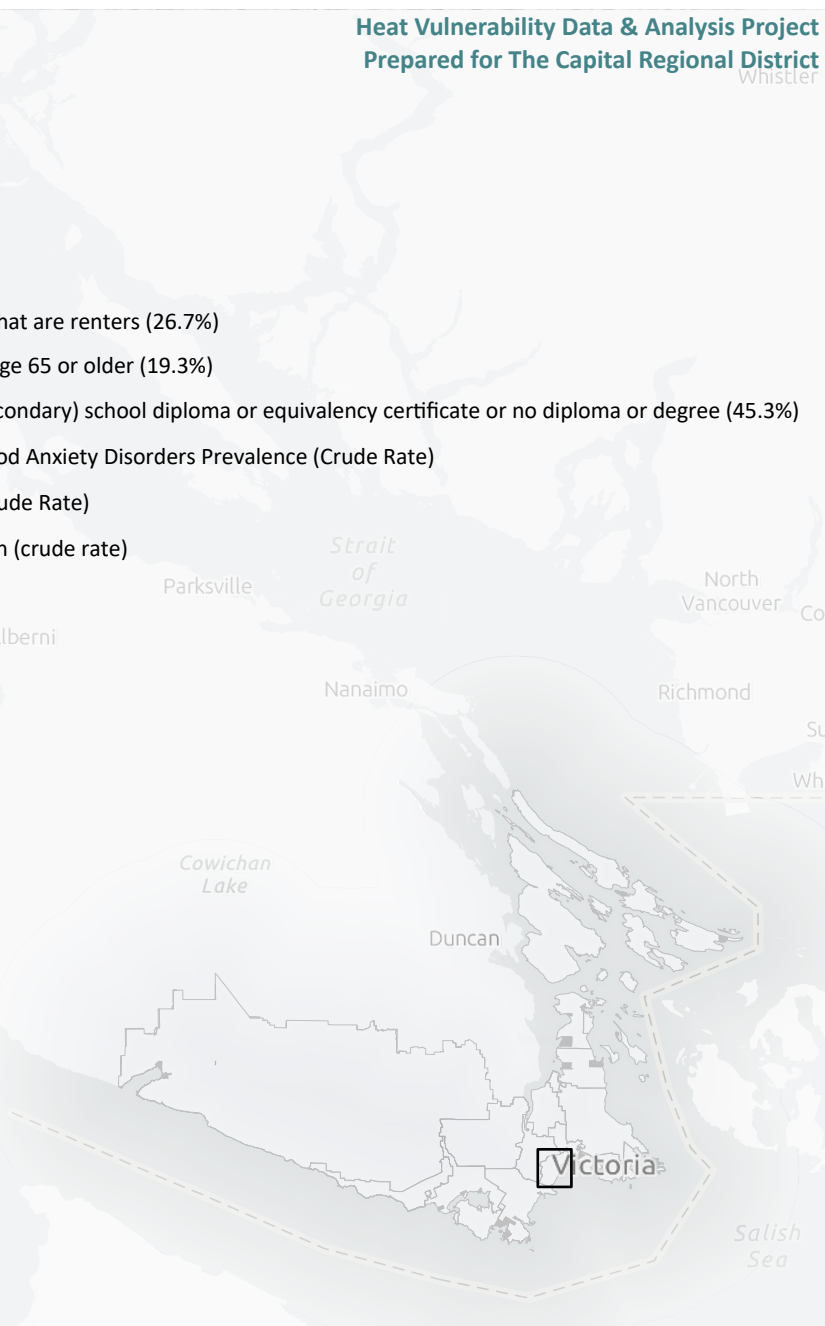 Heat Vulnerability Data & Analysis Project
Prepared for The Capital Regional District
Whistler
hat are renters (26.7%)
ge 65 or older (19.3%)
condary) school diploma or equivalency certificate or no diploma or degree (45.3%)
od Anxiety Disorders Prevalence (Crude Rate)
ude Rate)
n (crude rate)
Strait
of
Georgia
Parksville
North
Vancouver
Co
lberni
Nanaimo
Richmond
Su
Wh
Cowichan
Lake
Duncan
Victoria
Salish
Sea